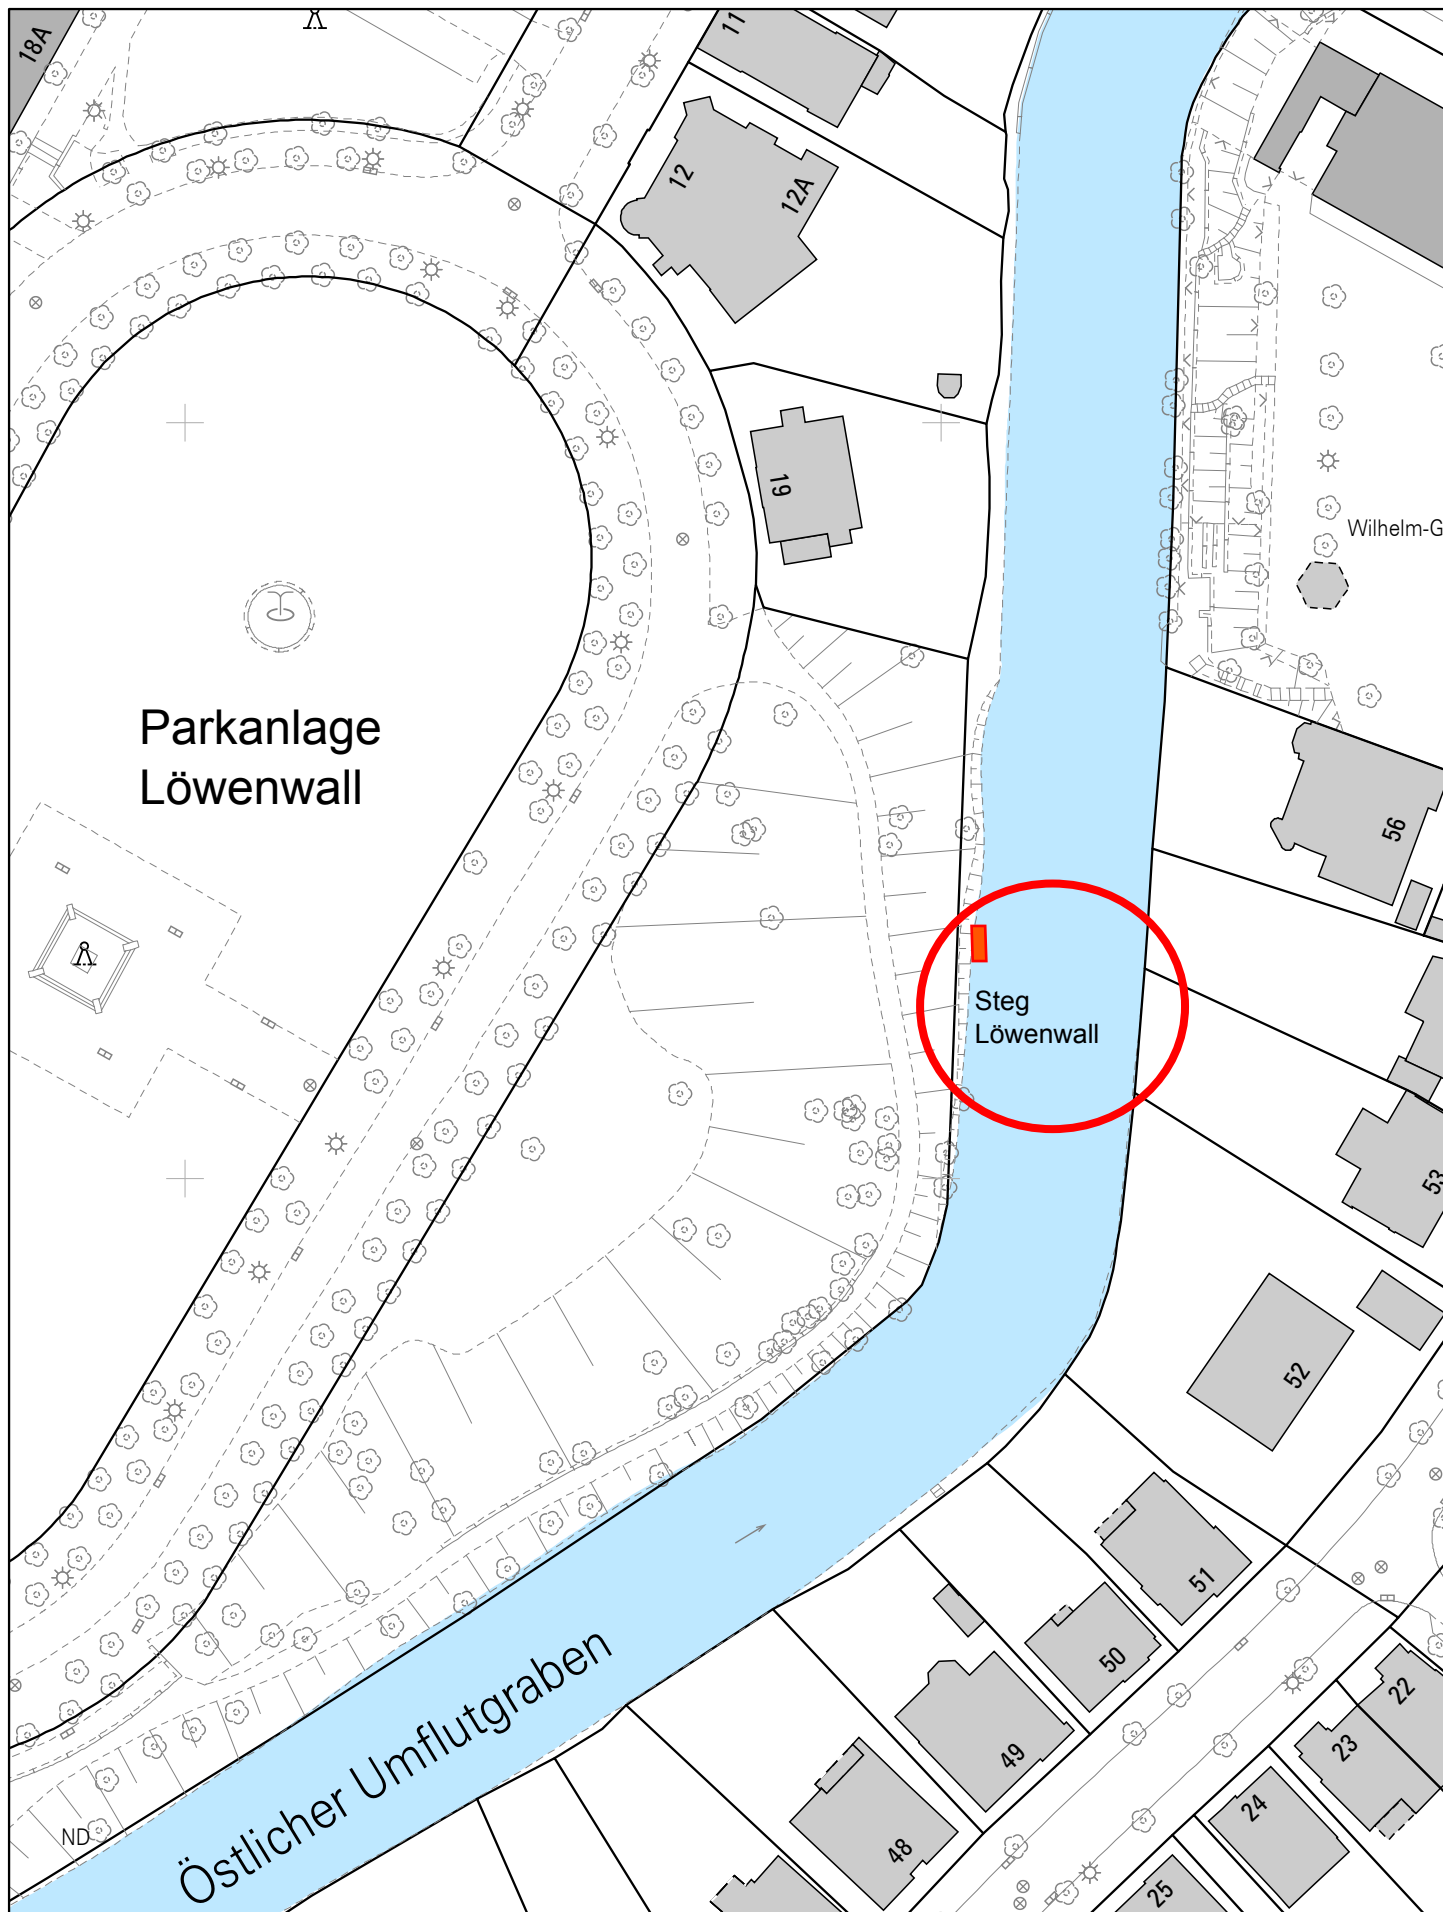 18A
11
12
12A
19
Wilhelm-G
Parkanlage
Löwenwall
56
Steg
Löwenwall
53
52
51
50
49
48
22
23
24
25
Östlicher Umflutgraben
ND